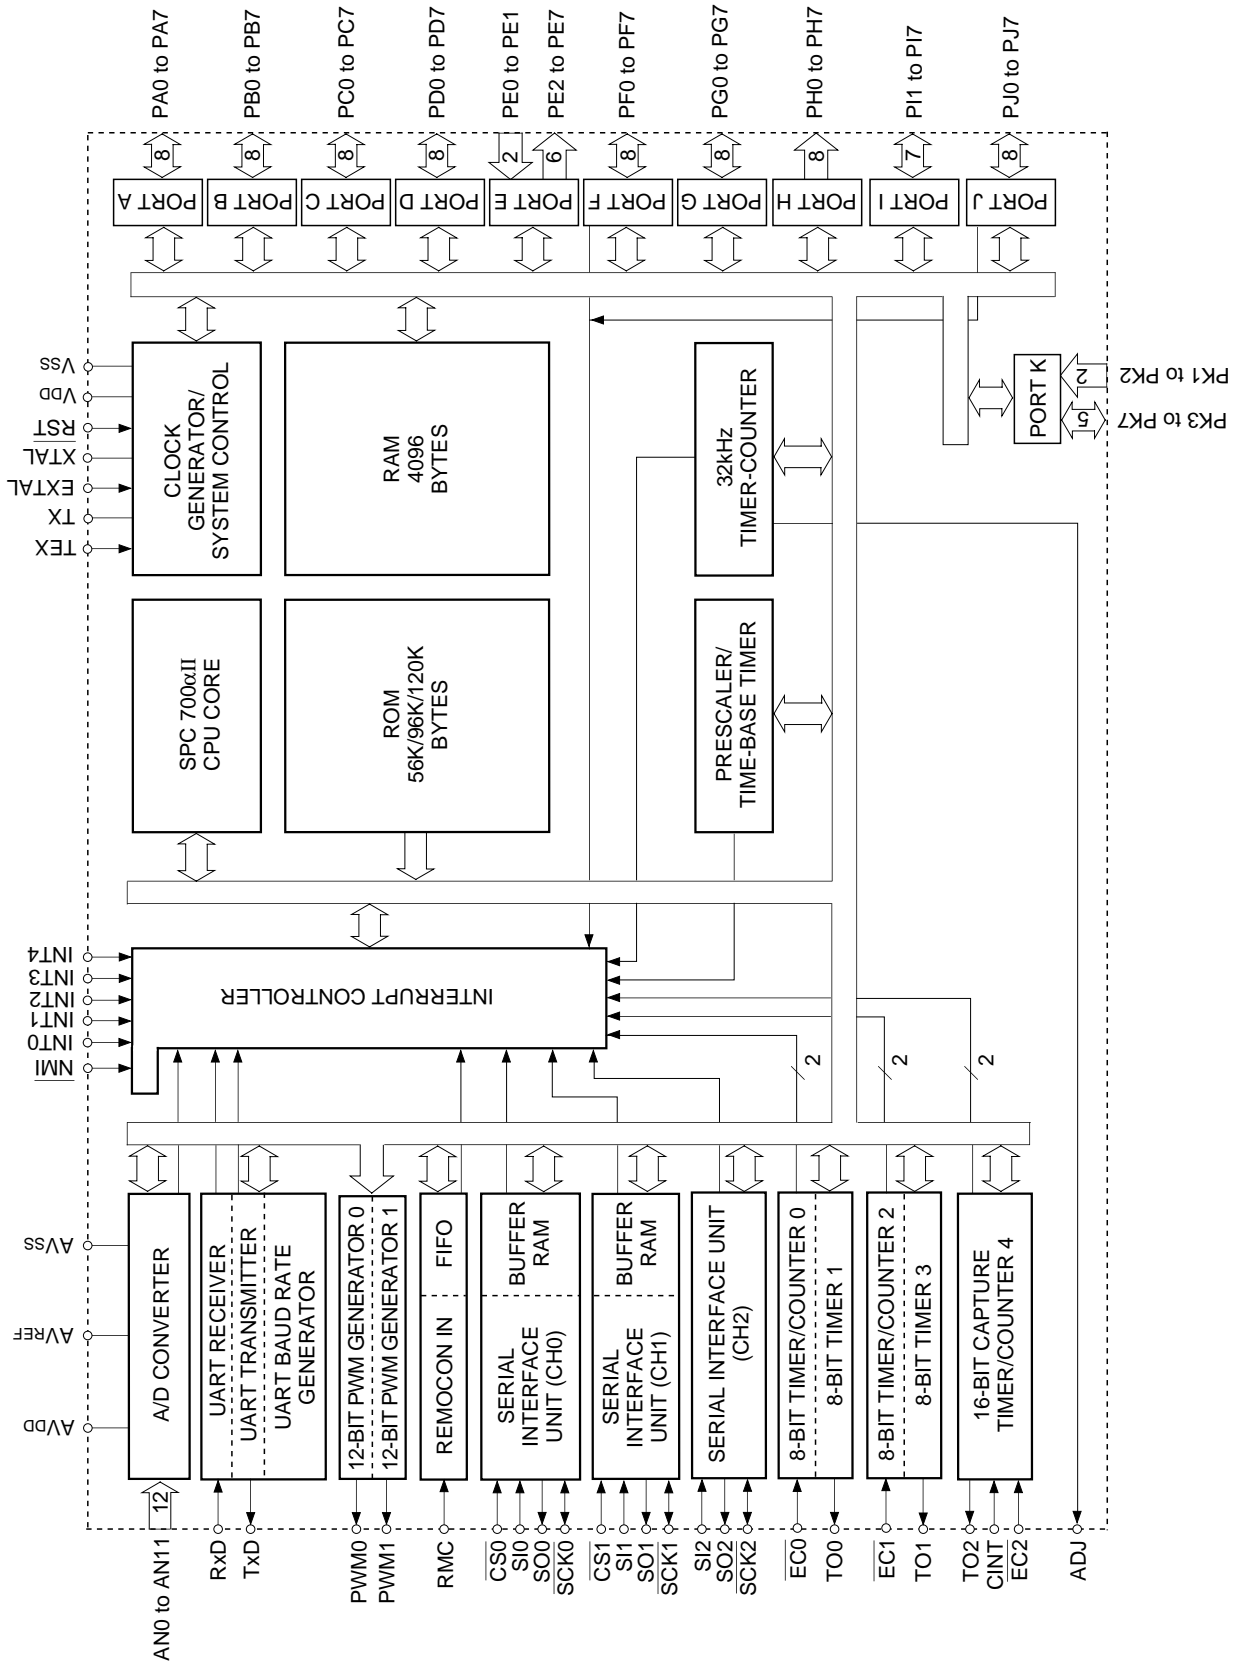 PA0 to PA7
PB0 to PB7
PC0 to PC7
PD0 to PD7
PE0 to PE1
PE2 to PE7
PF0 to PF7
PG0 to PG7
PH0 to PH7
PI1 to PI7
PJ0 to PJ7
8
8
8
8
2
6
8
8
8
7
8
PORT A
PORT B
PORT C
PORT D
PORT E
PORT F
PORT G
PORT H
PORT I
PORT J
VSS
VDD
RST
XTAL
EXTAL
TX
TEX
CLOCK
GENERATOR/
SYSTEM CONTROL
RAM
4096
BYTES
32kHz
TIMER-COUNTER
PORT K
2
5
PK1 to PK2
PK3 to PK7
SPC 700αII
CPU CORE
ROM
56K/96K/120K
BYTES
PRESCALER/
TIME-BASE TIMER
INT4
INT3
INT2
INT1
INT0
NMI
INTERRUPT CONTROLLER
2
2
2
AVSS
AVREF
AVDD
A/D CONVERTER
UART RECEIVER
UART TRANSMITTER
UART BAUD RATE
GENERATOR
12-BIT PWM GENERATOR 0
12-BIT PWM GENERATOR 1
REMOCON IN
FIFO
SERIAL
INTERFACE
UNIT (CH0)
BUFFER
RAM
SERIAL
INTERFACE
UNIT (CH1)
BUFFER
RAM
SERIAL INTERFACE UNIT
(CH2)
8-BIT TIMER/COUNTER 0
8-BIT TIMER 1
8-BIT TIMER/COUNTER 2
8-BIT TIMER 3
16-BIT CAPTURE
TIMER/COUNTER 4
12
AN0 to AN11
RxD
TxD
PWM0
PWM1
RMC
CS0
SI0
SO0
SCK0
CS1
SI1
SO1
SCK1
SI2
SO2
SCK2
EC0
TO0
EC1
TO1
TO2
CINT
EC2
ADJ